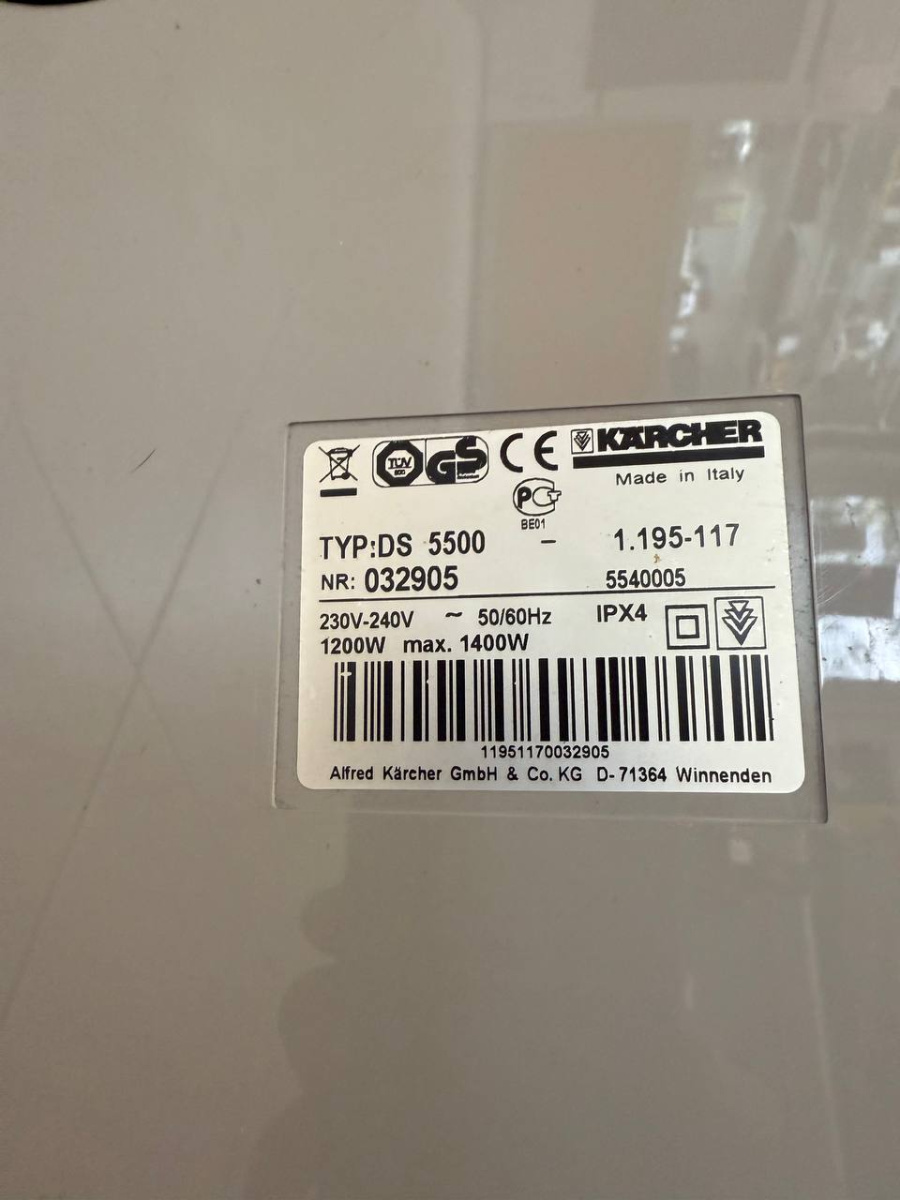 TÜV
GS
CE
KÄRCHER
Made in Italy
РСТ
BE01
TYP:DS 5500 – 1.195-117
NR: 032905 5540005
230V-240V ~ 50/60Hz IPX4
1200W max. 1400W
11951170032905
Alfred Kärcher GmbH & Co. KG D-71364 Winnenden